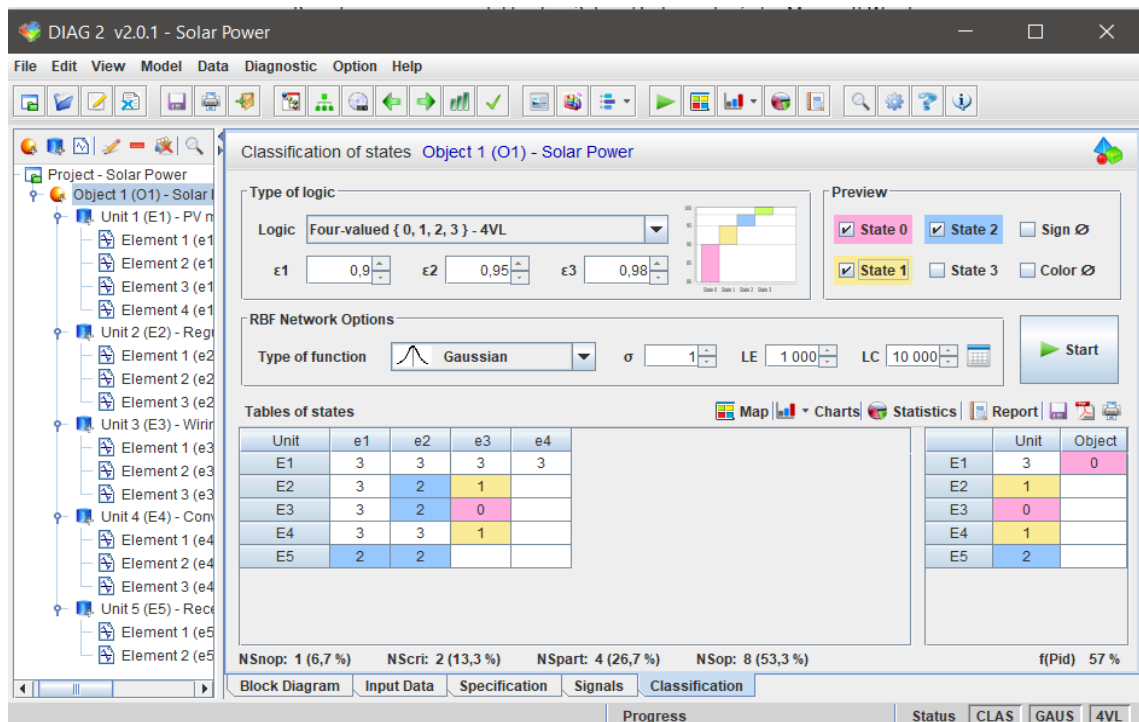 DIAG 2 v2.0.1 - Solar Power
File Edit View Model Data Diagnostic Option Help
Project - Solar Power
Object 1 (O1) - Solar
Unit 1 (E1) - PV m
Element 1 (e1
Element 2 (e1
Element 3 (e1
Element 4 (e1
Unit 2 (E2) - Regu
Element 1 (e2
Element 2 (e2
Element 3 (e2
Unit 3 (E3) - Wirin
Element 1 (e3
Element 2 (e3
Element 3 (e3
Unit 4 (E4) - Conv
Element 1 (e4
Element 2 (e4
Element 3 (e4
Unit 5 (E5) - Rece
Element 1 (e5
Element 2 (e5
Classification of states Object 1 (O1) - Solar Power
Type of logic
Logic Four-valued { 0, 1, 2, 3 } - 4VL
ε1 0,9 ε2 0,95 ε3 0,98
State 0 State 1 State 2 State 3
Preview
State 0 State 2 Sign Ø
State 1 State 3 Color Ø
RBF Network Options
Type of function Gaussian σ 1 LE 1 000 LC 10 000
Start
Tables of states Map Charts Statistics Report
Unit e1 e2 e3 e4
E1 3 3 3 3
E2 3 2 1
E3 3 2 0
E4 3 3 1
E5 2 2
Unit Object
E1 3 0
E2 1
E3 0
E4 1
E5 2
NSnop: 1 (6,7 %) NScri: 2 (13,3 %) NSpart: 4 (26,7 %) NSop: 8 (53,3 %) f(Pid) 57 %
Block Diagram Input Data Specification Signals Classification
Progress Status CLAS GAUS 4VL